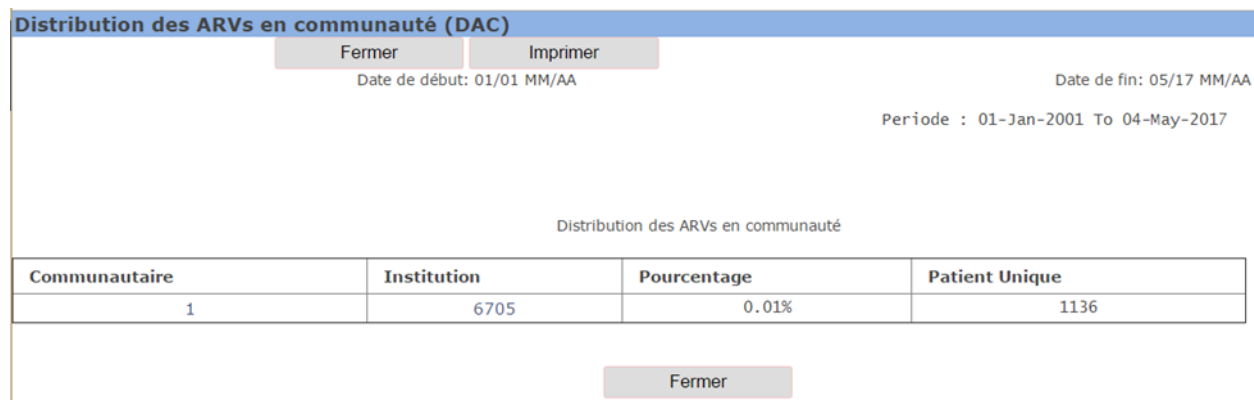 Distribution des ARVs en communauté (DAC)
Fermer Imprimer
Date de début: 01/01 MM/AA Date de fin: 05/17 MM/AA
Periode : 01-Jan-2001 To 04-May-2017
Distribution des ARVs en communauté
Communautaire Institution Pourcentage Patient Unique
1 6705 0.01% 1136
Fermer